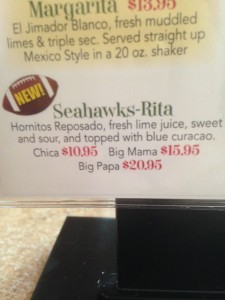 Margarita $13.95
El Jimador Blanco, fresh muddled
limes & triple sec. Served straight up
Mexico Style in a 20 oz. shaker
NEW!
Seahawks-Rita
Hornitos Reposado, fresh lime juice, sweet
and sour, and topped with blue curacao.
Chica $10.95 Big Mama $15.95
Big Papa $20.95